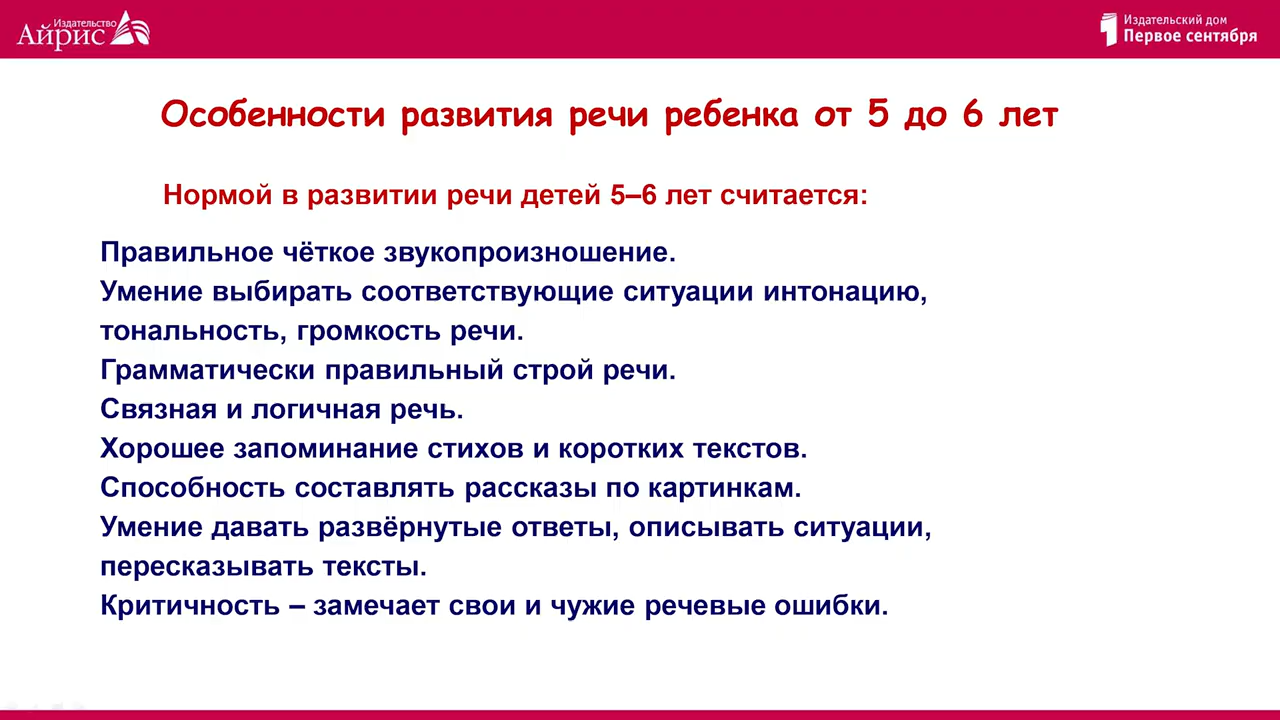 Издательство
Айрис
Издательский дом
Первое сентября
Особенности развития речи ребенка от 5 до 6 лет
Нормой в развитии речи детей 5–6 лет считается:
Правильное чёткое звукопроизношение.
Умение выбирать соответствующие ситуации интонацию,
тональность, громкость речи.
Грамматически правильный строй речи.
Связная и логичная речь.
Хорошее запоминание стихов и коротких текстов.
Способность составлять рассказы по картинкам.
Умение давать развёрнутые ответы, описывать ситуации,
пересказывать тексты.
Критичность – замечает свои и чужие речевые ошибки.